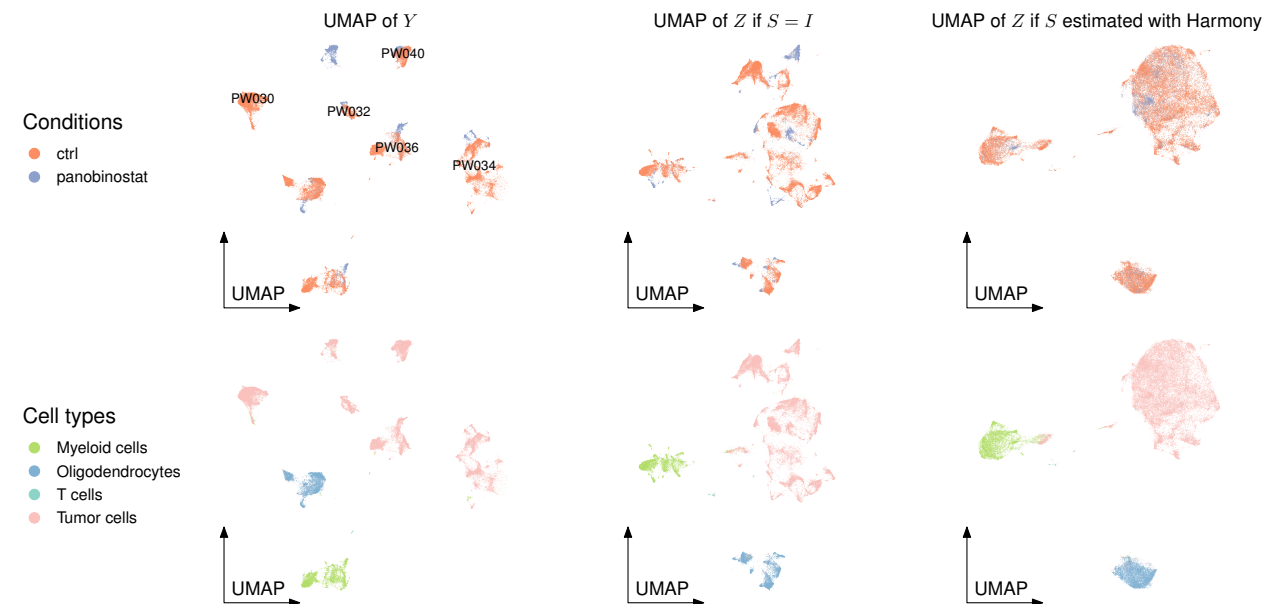 UMAP of Y
UMAP of Z if S = I
UMAP of Z if S estimated with Harmony
PW040
PW030
PW032
PW036
PW034
Conditions
ctrl
panobinostat
UMAP
UMAP
UMAP
Cell types
Myeloid cells
Oligodendrocytes
T cells
Tumor cells
UMAP
UMAP
UMAP